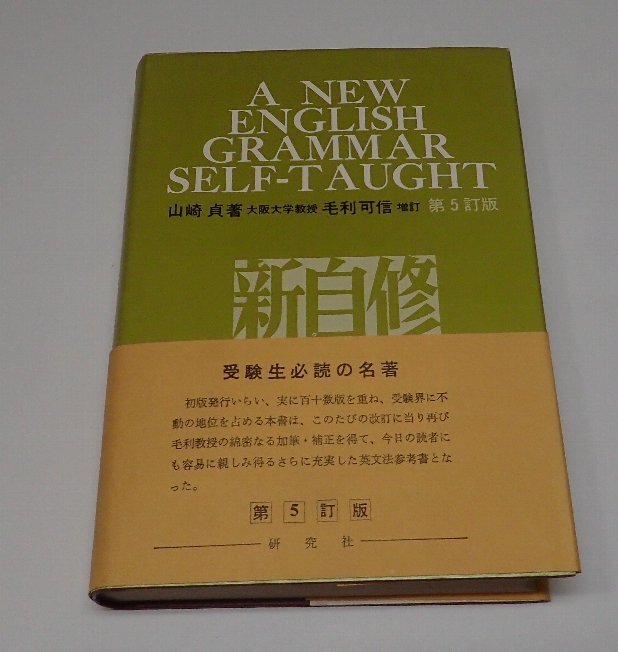 A NEW
ENGLISH
GRAMMAR
SELF-TAUGHT
山崎 貞著 大阪大学教授 毛利可信 増訂 第5訂版
新自修
受験生必読の名著
初版発行いらい、実に百十数版を重ね、受験界に不
動の地位を占める本書は、このたびの改訂に当り再び
毛利教授の綿密なる加筆・補正を得て、今日の読者に
も容易に親しみ得るさらに充実した英文法参考書とな
った。
第5訂版
研究社